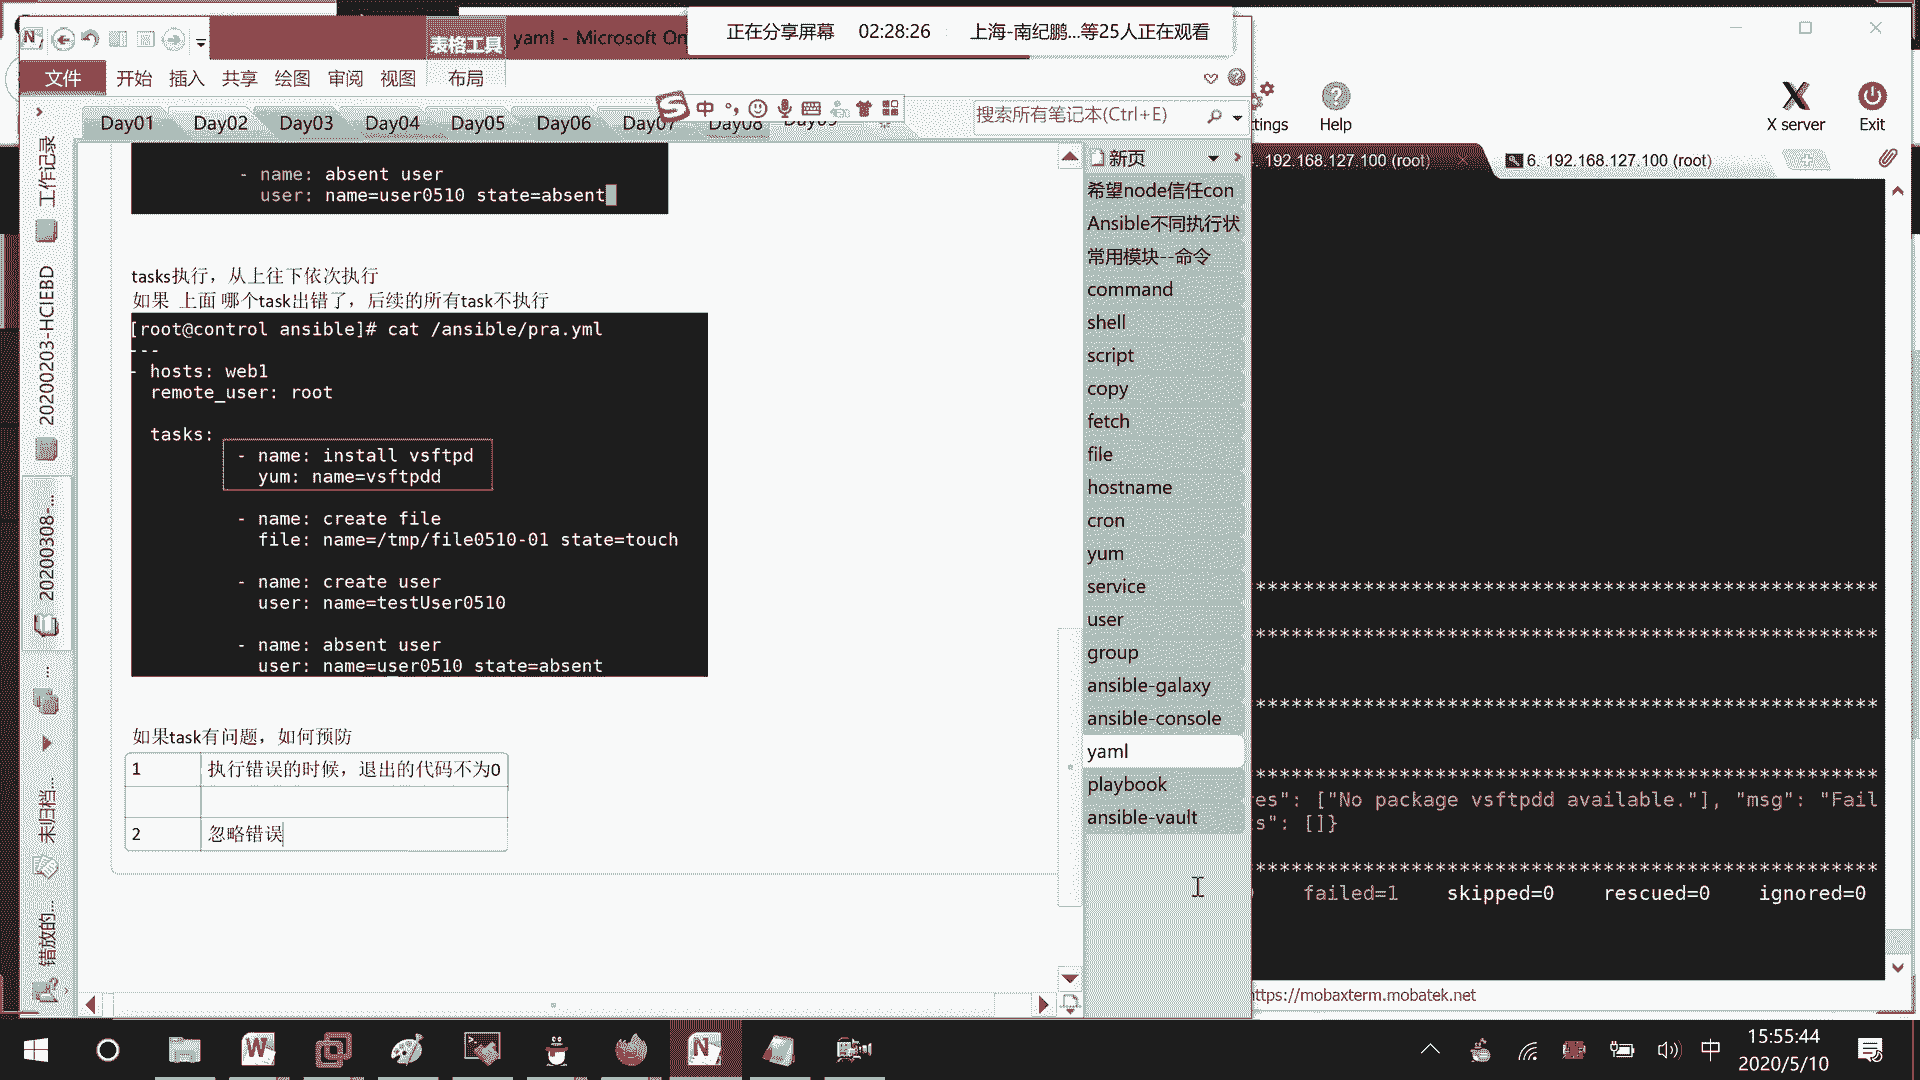 正在分享屏幕 02:28:26 上海-南纪鹏...等25人正在观看
表格工具
yaml - Microsoft On
文件 开始 插入 共享 绘图 审阅 视图 布局
Day01 Day02 Day03 Day04 Day05 Day06 Day07 Day08
中
搜索所有笔记本(Ctrl+E)
Help
X server
Exit
192.168.127.100 (root)
6. 192.168.127.100 (root)
工作记录
20200203-HCIEBD
20200308-...
未归档...
错放的...
- name: absent user
user: name=user0510 state=absent
tasks执行，从上往下依次执行
如果 上面 哪个task出错了，后续的所有task不执行
[root@control ansible]# cat /ansible/pra.yml
---
- hosts: web1
remote_user: root
tasks:
- name: install vsftpd
yum: name=vsftpdd
- name: create file
file: name=/tmp/file0510-01 state=touch
- name: create user
user: name=testUser0510
- name: absent user
user: name=user0510 state=absent
如果task有问题，如何预防
1 执行错误的时候，退出的代码不为0
2 忽略错误
新页
希望node信任con
Ansible不同执行状
常用模块--命令
command
shell
script
copy
fetch
file
hostname
cron
yum
service
user
group
ansible-galaxy
ansible-console
yaml
playbook
ansible-vault
es": ["No package vsftpdd available."], "msg": "Fail
s": []}
failed=1 skipped=0 rescued=0 ignored=0
ttps://mobaxterm.mobatek.net
中
15:55:44
2020/5/10